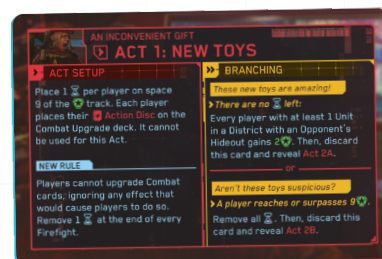 AN INCONVENIENT GIFT
ACT 1: NEW TOYS
ACT SETUP
Place 1 per player on space
9 of the track. Each player
places their Action Disc on the
Combat Upgrade deck. It cannot
be used for this Act.
NEW RULE
Players cannot upgrade Combat
cards, ignoring any effect that
would cause players to do so.
Remove 1 at the end of every
Firefight.
BRANCHING
These new toys are amazing!
There are no left:
Every player with at least 1 Unit
in a District with an Opponent's
Hideout gains 2. Then, discard
this card and reveal Act 2A.
or
Aren't these toys suspicious?
A player reaches or surpasses 9.
Remove all. Then, discard this
card and reveal Act 2B.